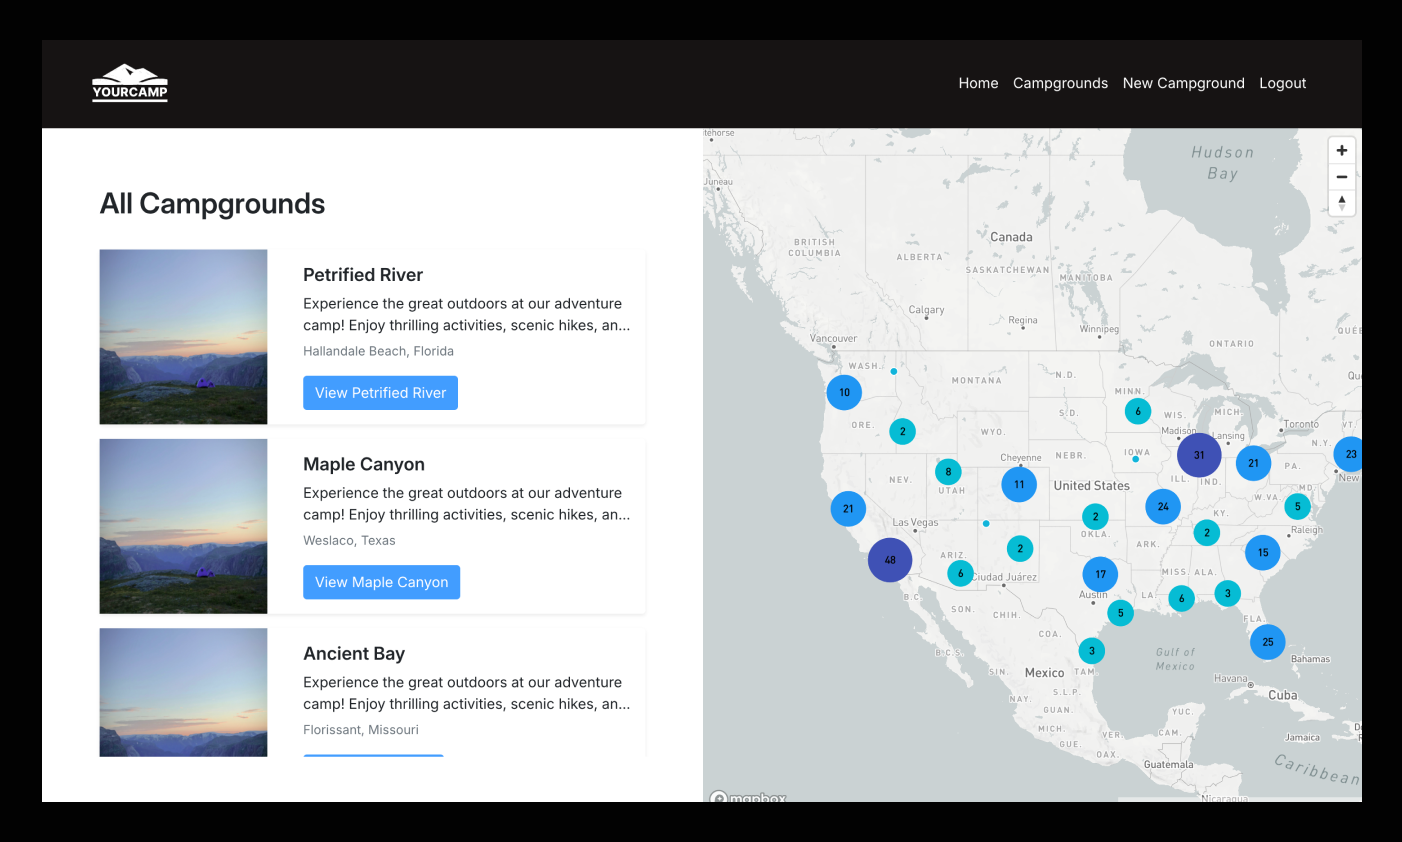 YOURCAMP
Home Campgrounds New Campground Logout
All Campgrounds
Petrified River
Experience the great outdoors at our adventure
camp! Enjoy thrilling activities, scenic hikes, an...
Hallandale Beach, Florida
View Petrified River
Maple Canyon
Experience the great outdoors at our adventure
camp! Enjoy thrilling activities, scenic hikes, an...
Weslaco, Texas
View Maple Canyon
Ancient Bay
Experience the great outdoors at our adventure
camp! Enjoy thrilling activities, scenic hikes, an...
Florissant, Missouri
Hudson
Bay
Juneau
Canada
BRITISH
COLUMBIA
ALBERTA
SASKATCHEWAN
MANITOBA
Calgary
Regina
Winnipeg
Vancouver
ONTARIO
WASH.
MONTANA
N.D.
MINN.
10
6
S.D.
WIS.
MICH.
ORE.
2
WYO.
Madison
Lansing
Toronto
VT.
N.Y.
Cheyenne
NEBR.
IOWA
31
21
23
PA.
8
NEV.
UTAH
11
United States
ILL.
IND.
MD.
New
W.VA.
21
24
5
KY.
Las Vegas
2
OKLA.
2
Raleigh
ARK.
48
ARIZ.
2
15
6
Ciudad Juárez
17
MISS.
ALA.
Austin
LA.
6
3
B.C.
SON.
CHIH.
5
FLA.
COA.
25
B.C.S.
3
Gulf of
Mexico
Bahamas
SIN.
Mexico
TAM.
Havana
Cuba
NAY.
S.L.P.
GUAN.
YUC.
MICH.
VER.
CAM.
Jamaica
GUE.
OAX.
Guatemala
Caribbean
Nicaragua
mapbox